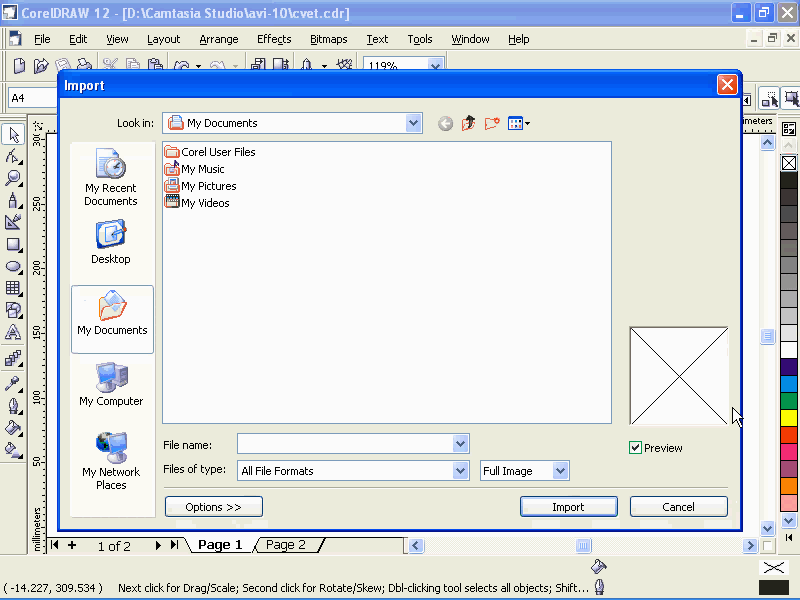 CorelDRAW 12 - [D:\Camtasia Studio\avi-10\cvet.cdr]
File Edit View Layout Arrange Effects Bitmaps Text Tools Window Help
119%
A4
Import
Look in: My Documents
My Recent Documents
Desktop
My Documents
My Computer
My Network Places
Corel User Files
My Music
My Pictures
My Videos
File name:
Files of type: All File Formats Full Image
Preview
Options >> Import Cancel
300
250
200
150
100
50
millimeters
imeters
1 of 2 Page 1 Page 2
( -14.227, 309.534 ) Next click for Drag/Scale; Second click for Rotate/Skew; Dbl-clicking tool selects all objects; Shift...